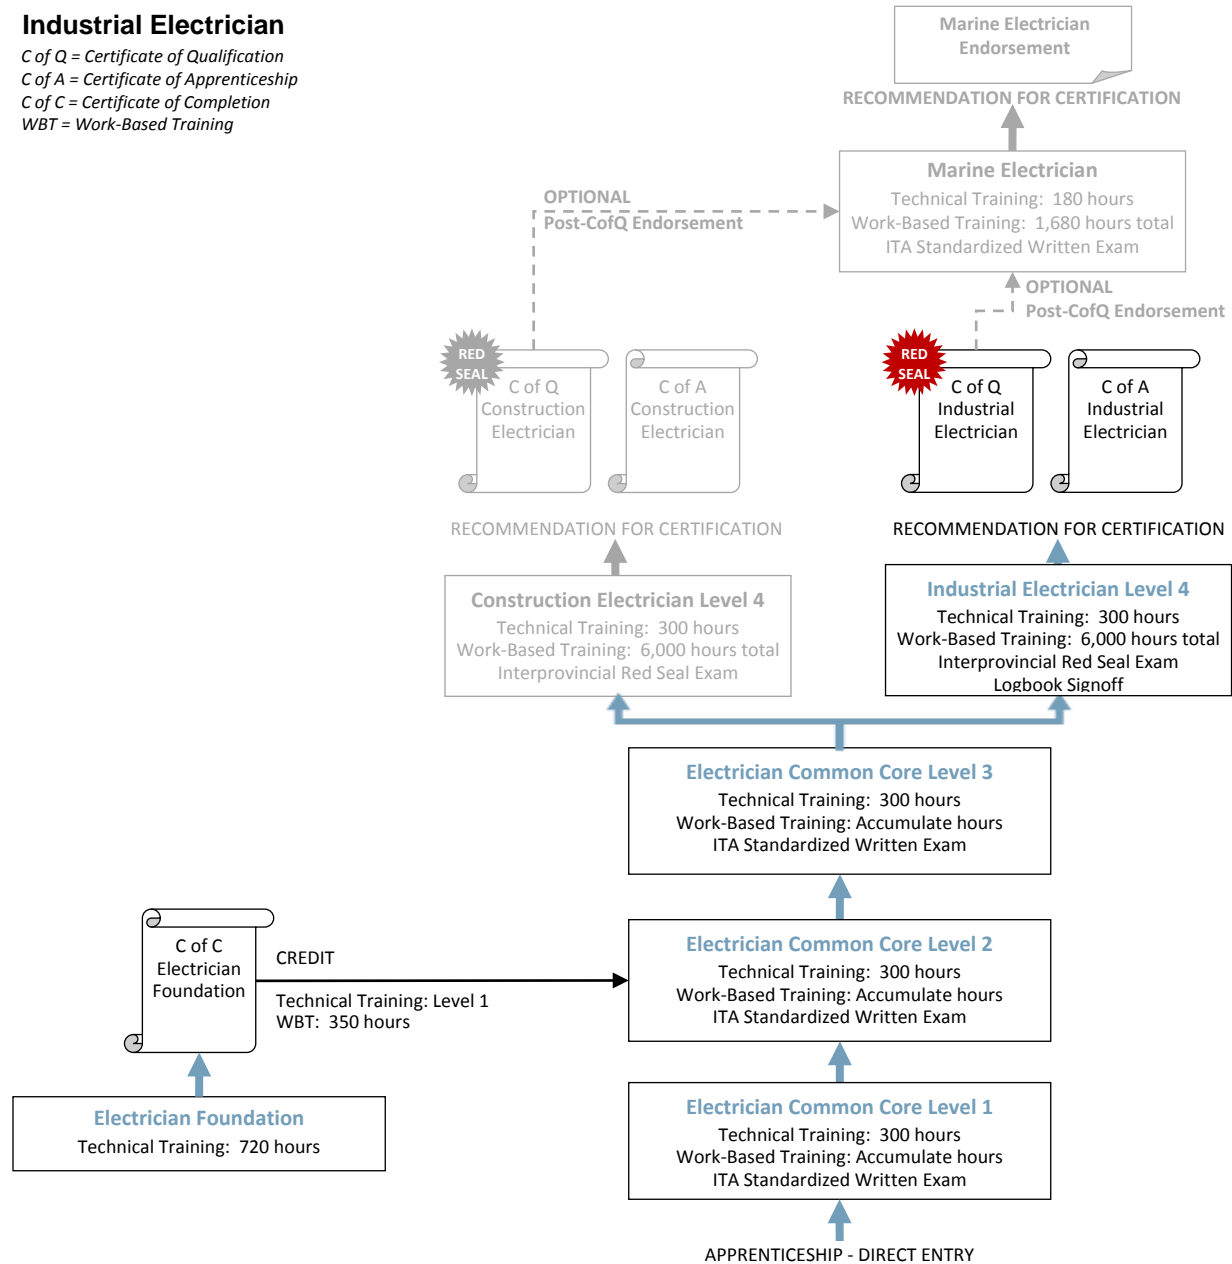 Industrial Electrician
C of Q = Certificate of Qualification
C of A = Certificate of Apprenticeship
C of C = Certificate of Completion
WBT = Work-Based Training
Marine Electrician
Endorsement
RECOMMENDATION FOR CERTIFICATION
Marine Electrician
Technical Training:  180 hours
Work-Based Training:  1,680 hours total
ITA Standardized Written Exam
OPTIONAL
Post-CofQ Endorsement
OPTIONAL
Post-CofQ Endorsement
RED
SEAL
C of Q
Construction
Electrician
C of A
Construction
Electrician
RED
SEAL
C of Q
Industrial
Electrician
C of A
Industrial
Electrician
RECOMMENDATION FOR CERTIFICATION
RECOMMENDATION FOR CERTIFICATION
Construction Electrician Level 4
Technical Training:  300 hours
Work-Based Training:  6,000 hours total
Interprovincial Red Seal Exam
Industrial Electrician Level 4
Technical Training:  300 hours
Work-Based Training:  6,000 hours total
Interprovincial Red Seal Exam
Logbook Signoff
Electrician Common Core Level 3
Technical Training:  300 hours
Work-Based Training: Accumulate hours
ITA Standardized Written Exam
C of C
Electrician
Foundation
CREDIT
Technical Training: Level 1
WBT:  350 hours
Electrician Common Core Level 2
Technical Training:  300 hours
Work-Based Training: Accumulate hours
ITA Standardized Written Exam
Electrician Foundation
Technical Training:  720 hours
Electrician Common Core Level 1
Technical Training:  300 hours
Work-Based Training: Accumulate hours
ITA Standardized Written Exam
APPRENTICESHIP - DIRECT ENTRY